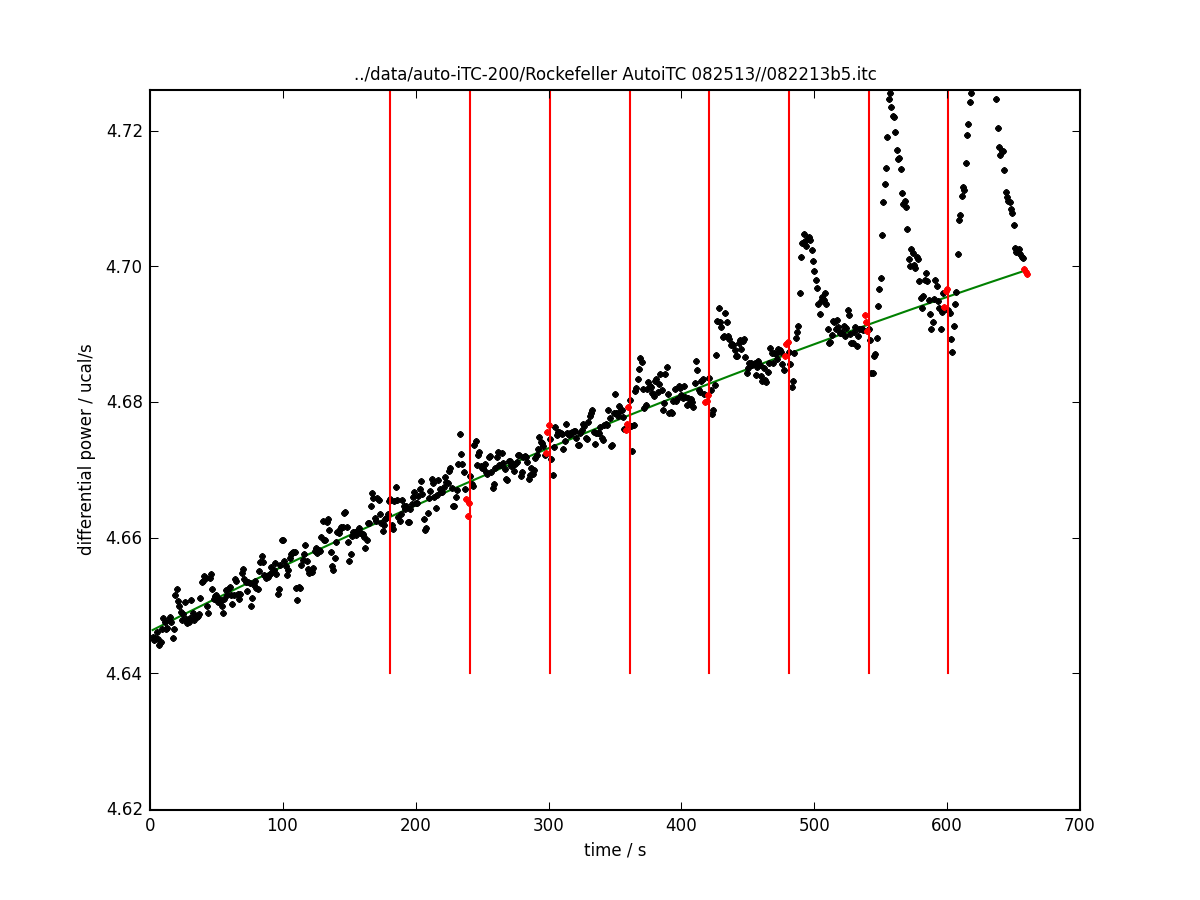 ../data/auto-iTC-200/Rockefeller AutoiTC 082513//082213b5.itc
differential power / ucal/s
4.72
4.70
4.68
4.66
4.64
4.62
0 100 200 300 400 500 600 700
time / s